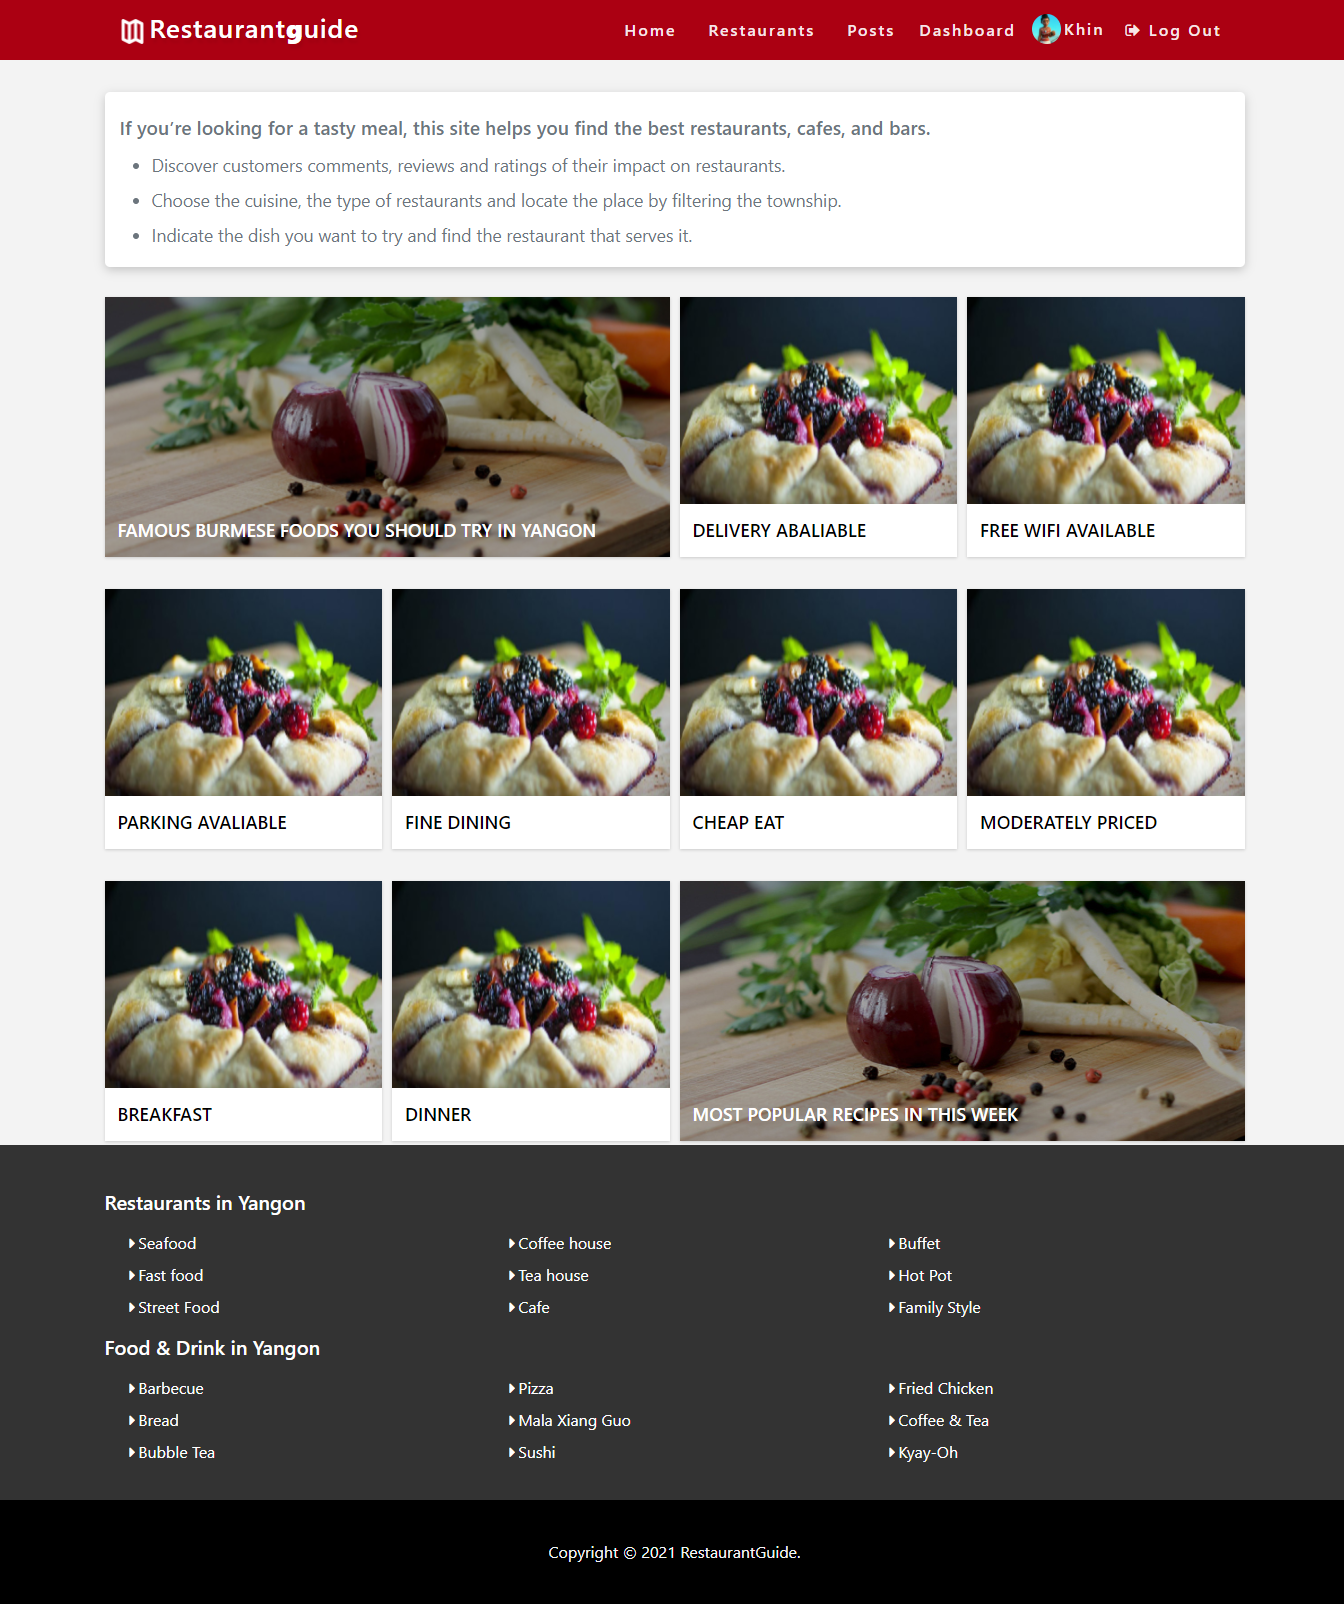 Restaurantguide
Home Restaurants Posts Dashboard Khin Log Out
If you’re looking for a tasty meal, this site helps you find the best restaurants, cafes, and bars.
• Discover customers comments, reviews and ratings of their impact on restaurants.
• Choose the cuisine, the type of restaurants and locate the place by filtering the township.
• Indicate the dish you want to try and find the restaurant that serves it.
FAMOUS BURMESE FOODS YOU SHOULD TRY IN YANGON
DELIVERY ABALIABLE
FREE WIFI AVAILABLE
PARKING AVALIABLE
FINE DINING
CHEAP EAT
MODERATELY PRICED
BREAKFAST
DINNER
MOST POPULAR RECIPES IN THIS WEEK
Restaurants in Yangon
Seafood
Coffee house
Buffet
Fast food
Tea house
Hot Pot
Street Food
Cafe
Family Style
Food & Drink in Yangon
Barbecue
Pizza
Fried Chicken
Bread
Mala Xiang Guo
Coffee & Tea
Bubble Tea
Sushi
Kyay-Oh
Copyright © 2021 RestaurantGuide.